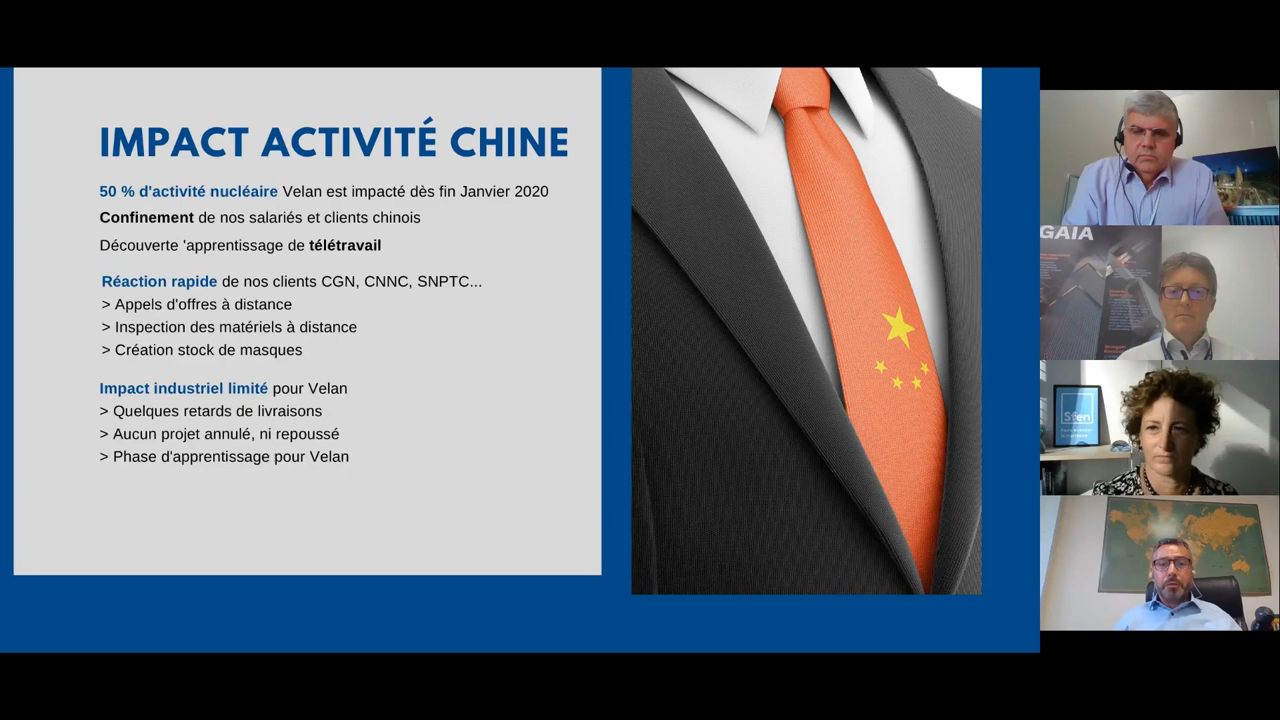 IMPACT ACTIVITÉ CHINE
50 % d'activité nucléaire Velan est impacté dès fin Janvier 2020
Confinement de nos salariés et clients chinois
Découverte 'apprentissage de télétravail
Réaction rapide de nos clients CGN, CNNC, SNPTC...
> Appels d'offres à distance
> Inspection des matériels à distance
> Création stock de masques
Impact industriel limité pour Velan
> Quelques retards de livraisons
> Aucun projet annulé, ni repoussé
> Phase d'apprentissage pour Velan
GAIA
Sfen